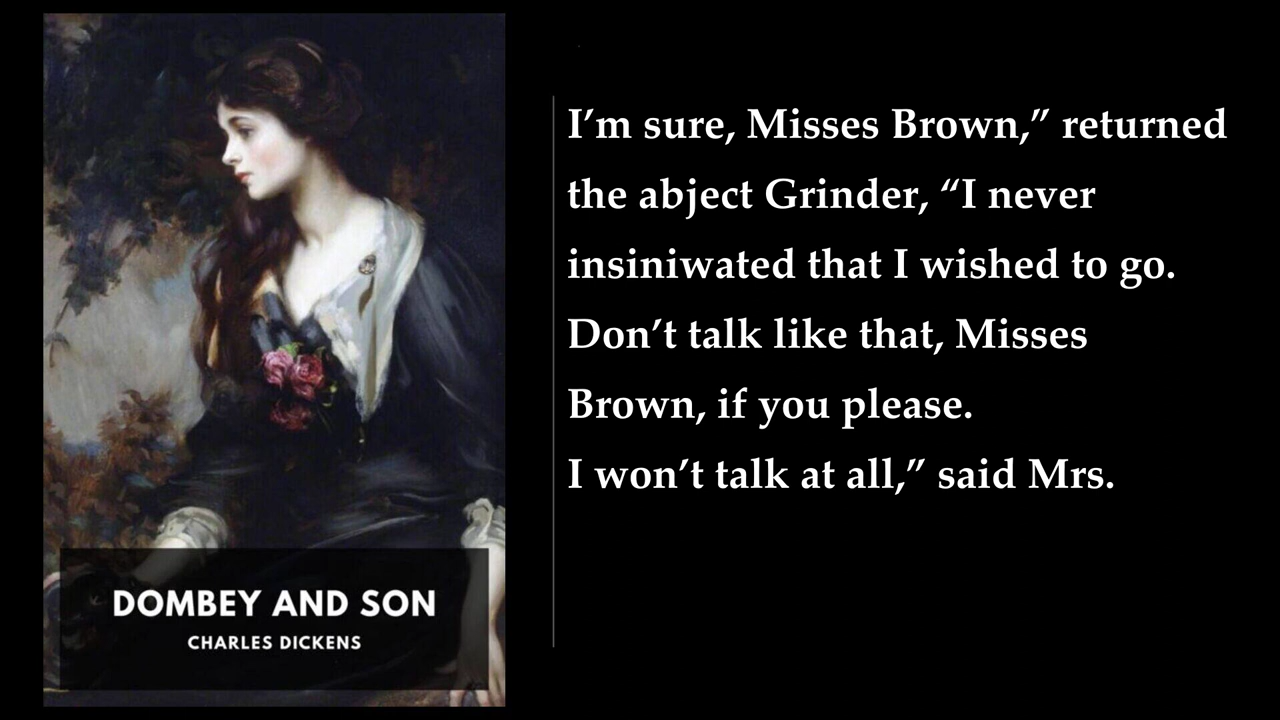 DOMBEY AND SON
CHARLES DICKENS
I’m sure, Misses Brown,” returned
the abject Grinder, “I never
insiniwated that I wished to go.
Don’t talk like that, Misses
Brown, if you please.
I won’t talk at all,” said Mrs.